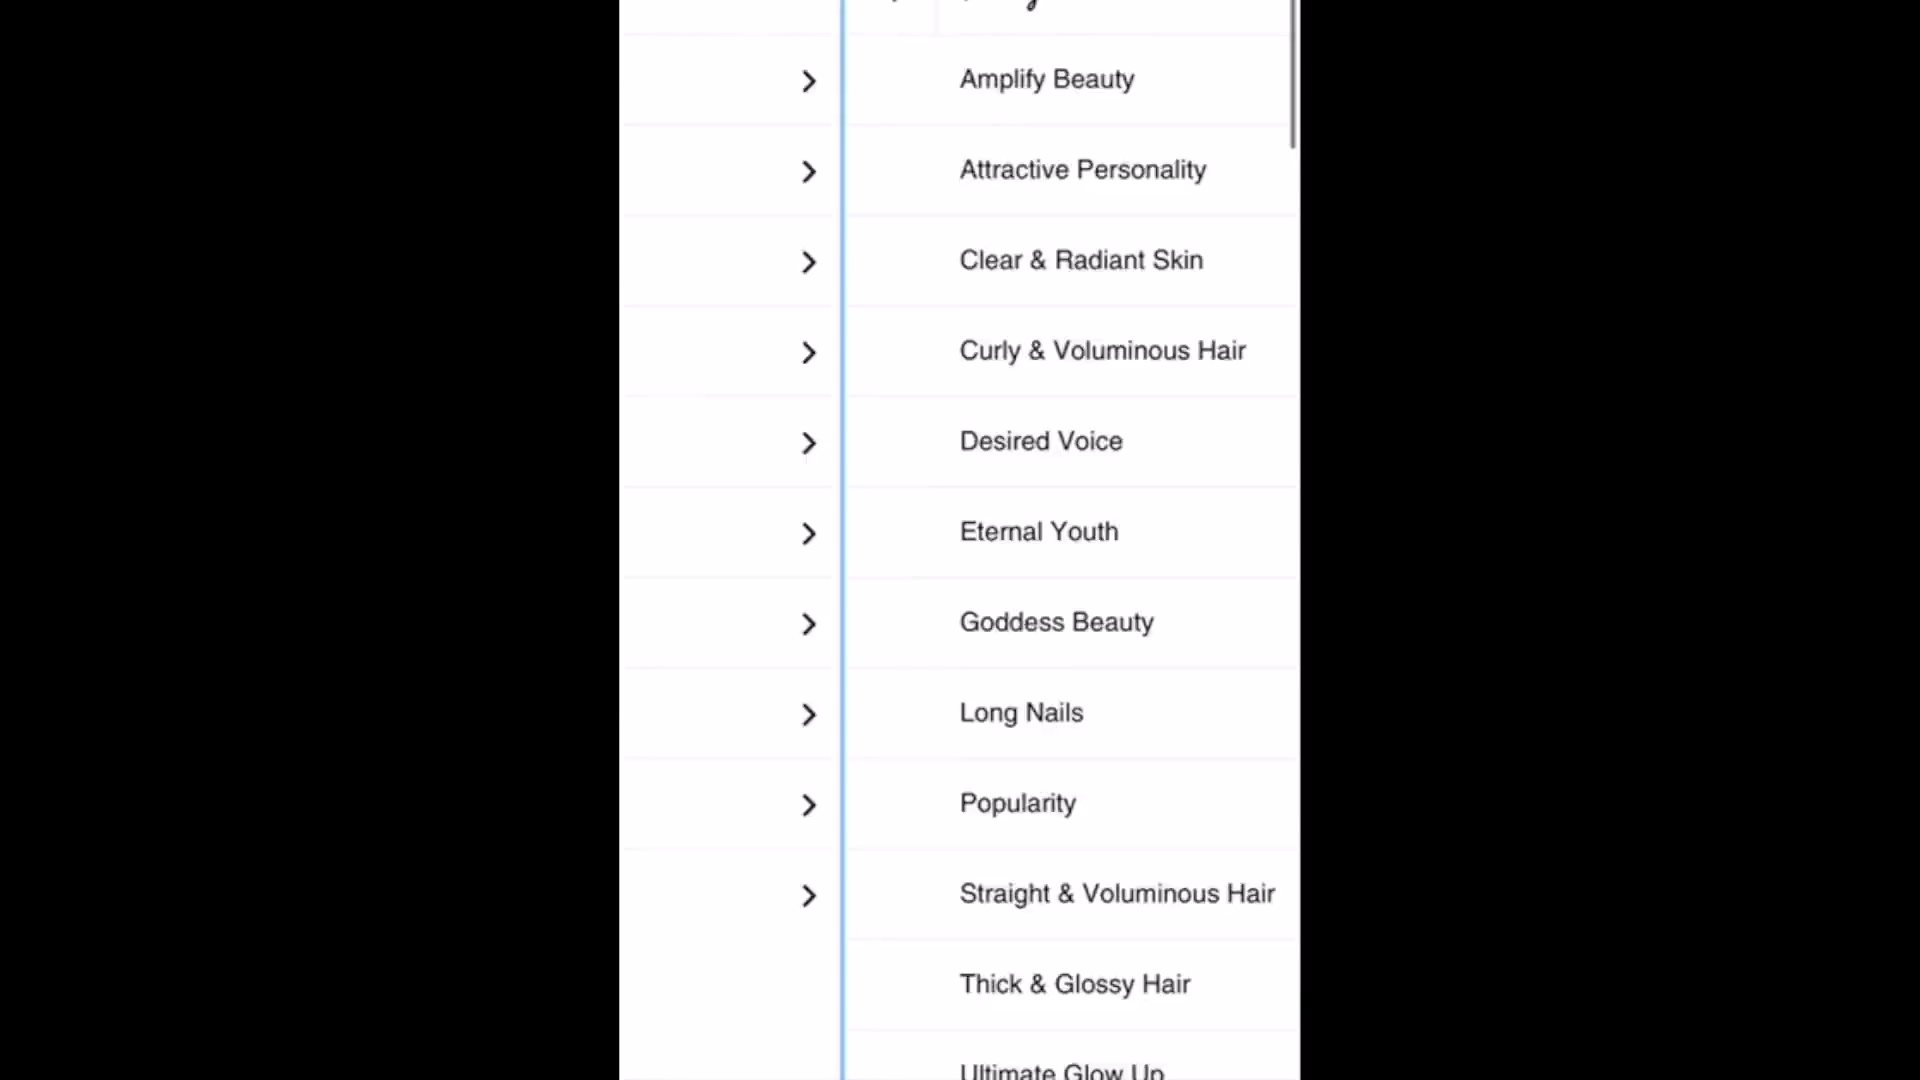 Amplify Beauty
Attractive Personality
Clear & Radiant Skin
Curly & Voluminous Hair
Desired Voice
Eternal Youth
Goddess Beauty
Long Nails
Popularity
Straight & Voluminous Hair
Thick & Glossy Hair
Ultimate Glow Up